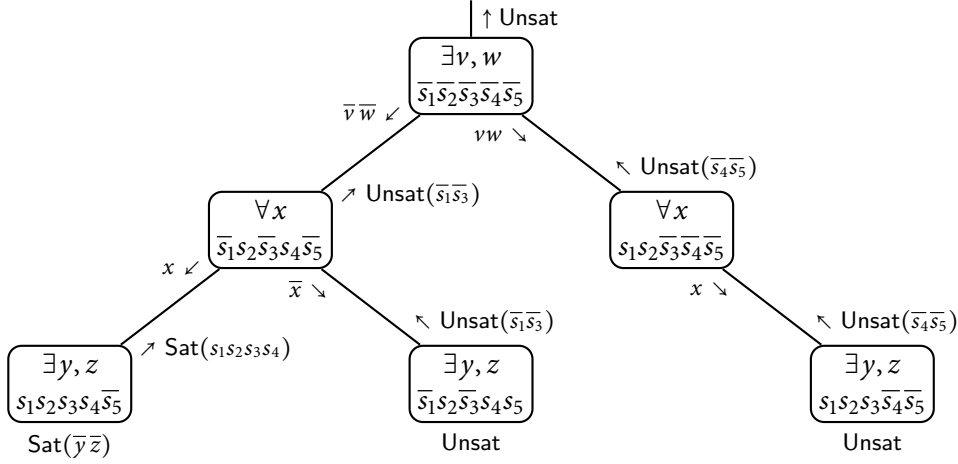 ↑ Unsat
∃v, w
s̅₁s̅₂s̅₃s̅₄s̅₅
v̅ w̅ ↙
vw ↘
↗ Unsat(s̅₁s̅₃)
↖ Unsat(s̅₄s̅₅)
∀x
s̅₁s₂s̅₃s₄s̅₅
∀x
s₁s₂s̅₃s̅₄s̅₅
x ↙
x̅ ↘
x ↘
↗ Sat(s₁s₂s₃s₄)
↖ Unsat(s̅₁s̅₃)
↖ Unsat(s̅₄s̅₅)
∃y, z
s₁s₂s₃s₄s̅₅
∃y, z
s̅₁s₂s̅₃s₄s₅
∃y, z
s₁s₂s₃s̅₄s̅₅
Sat(y̅ z̅)
Unsat
Unsat